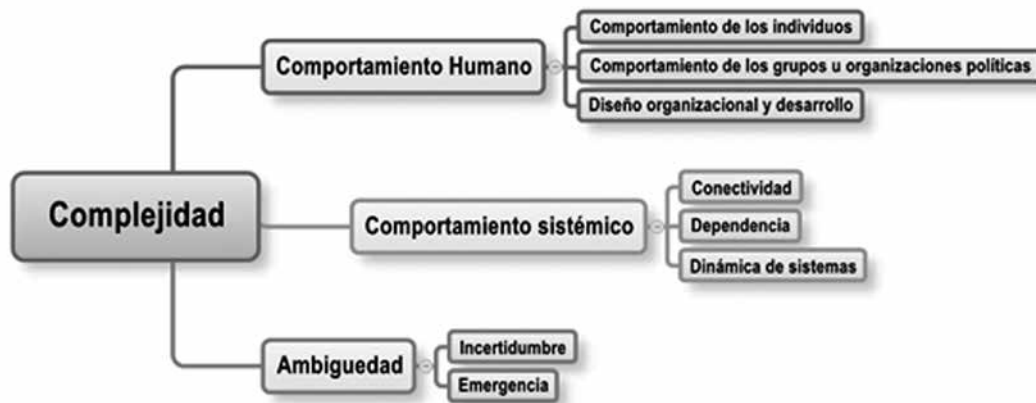 Comportamiento de los individuos
Comportamiento Humano
Comportamiento de los grupos u organizaciones políticas
Diseño organizacional y desarrollo
Complejidad
Comportamiento sistémico
Conectividad
Dependencia
Dinámica de sistemas
Ambiguedad
Incertidumbre
Emergencia